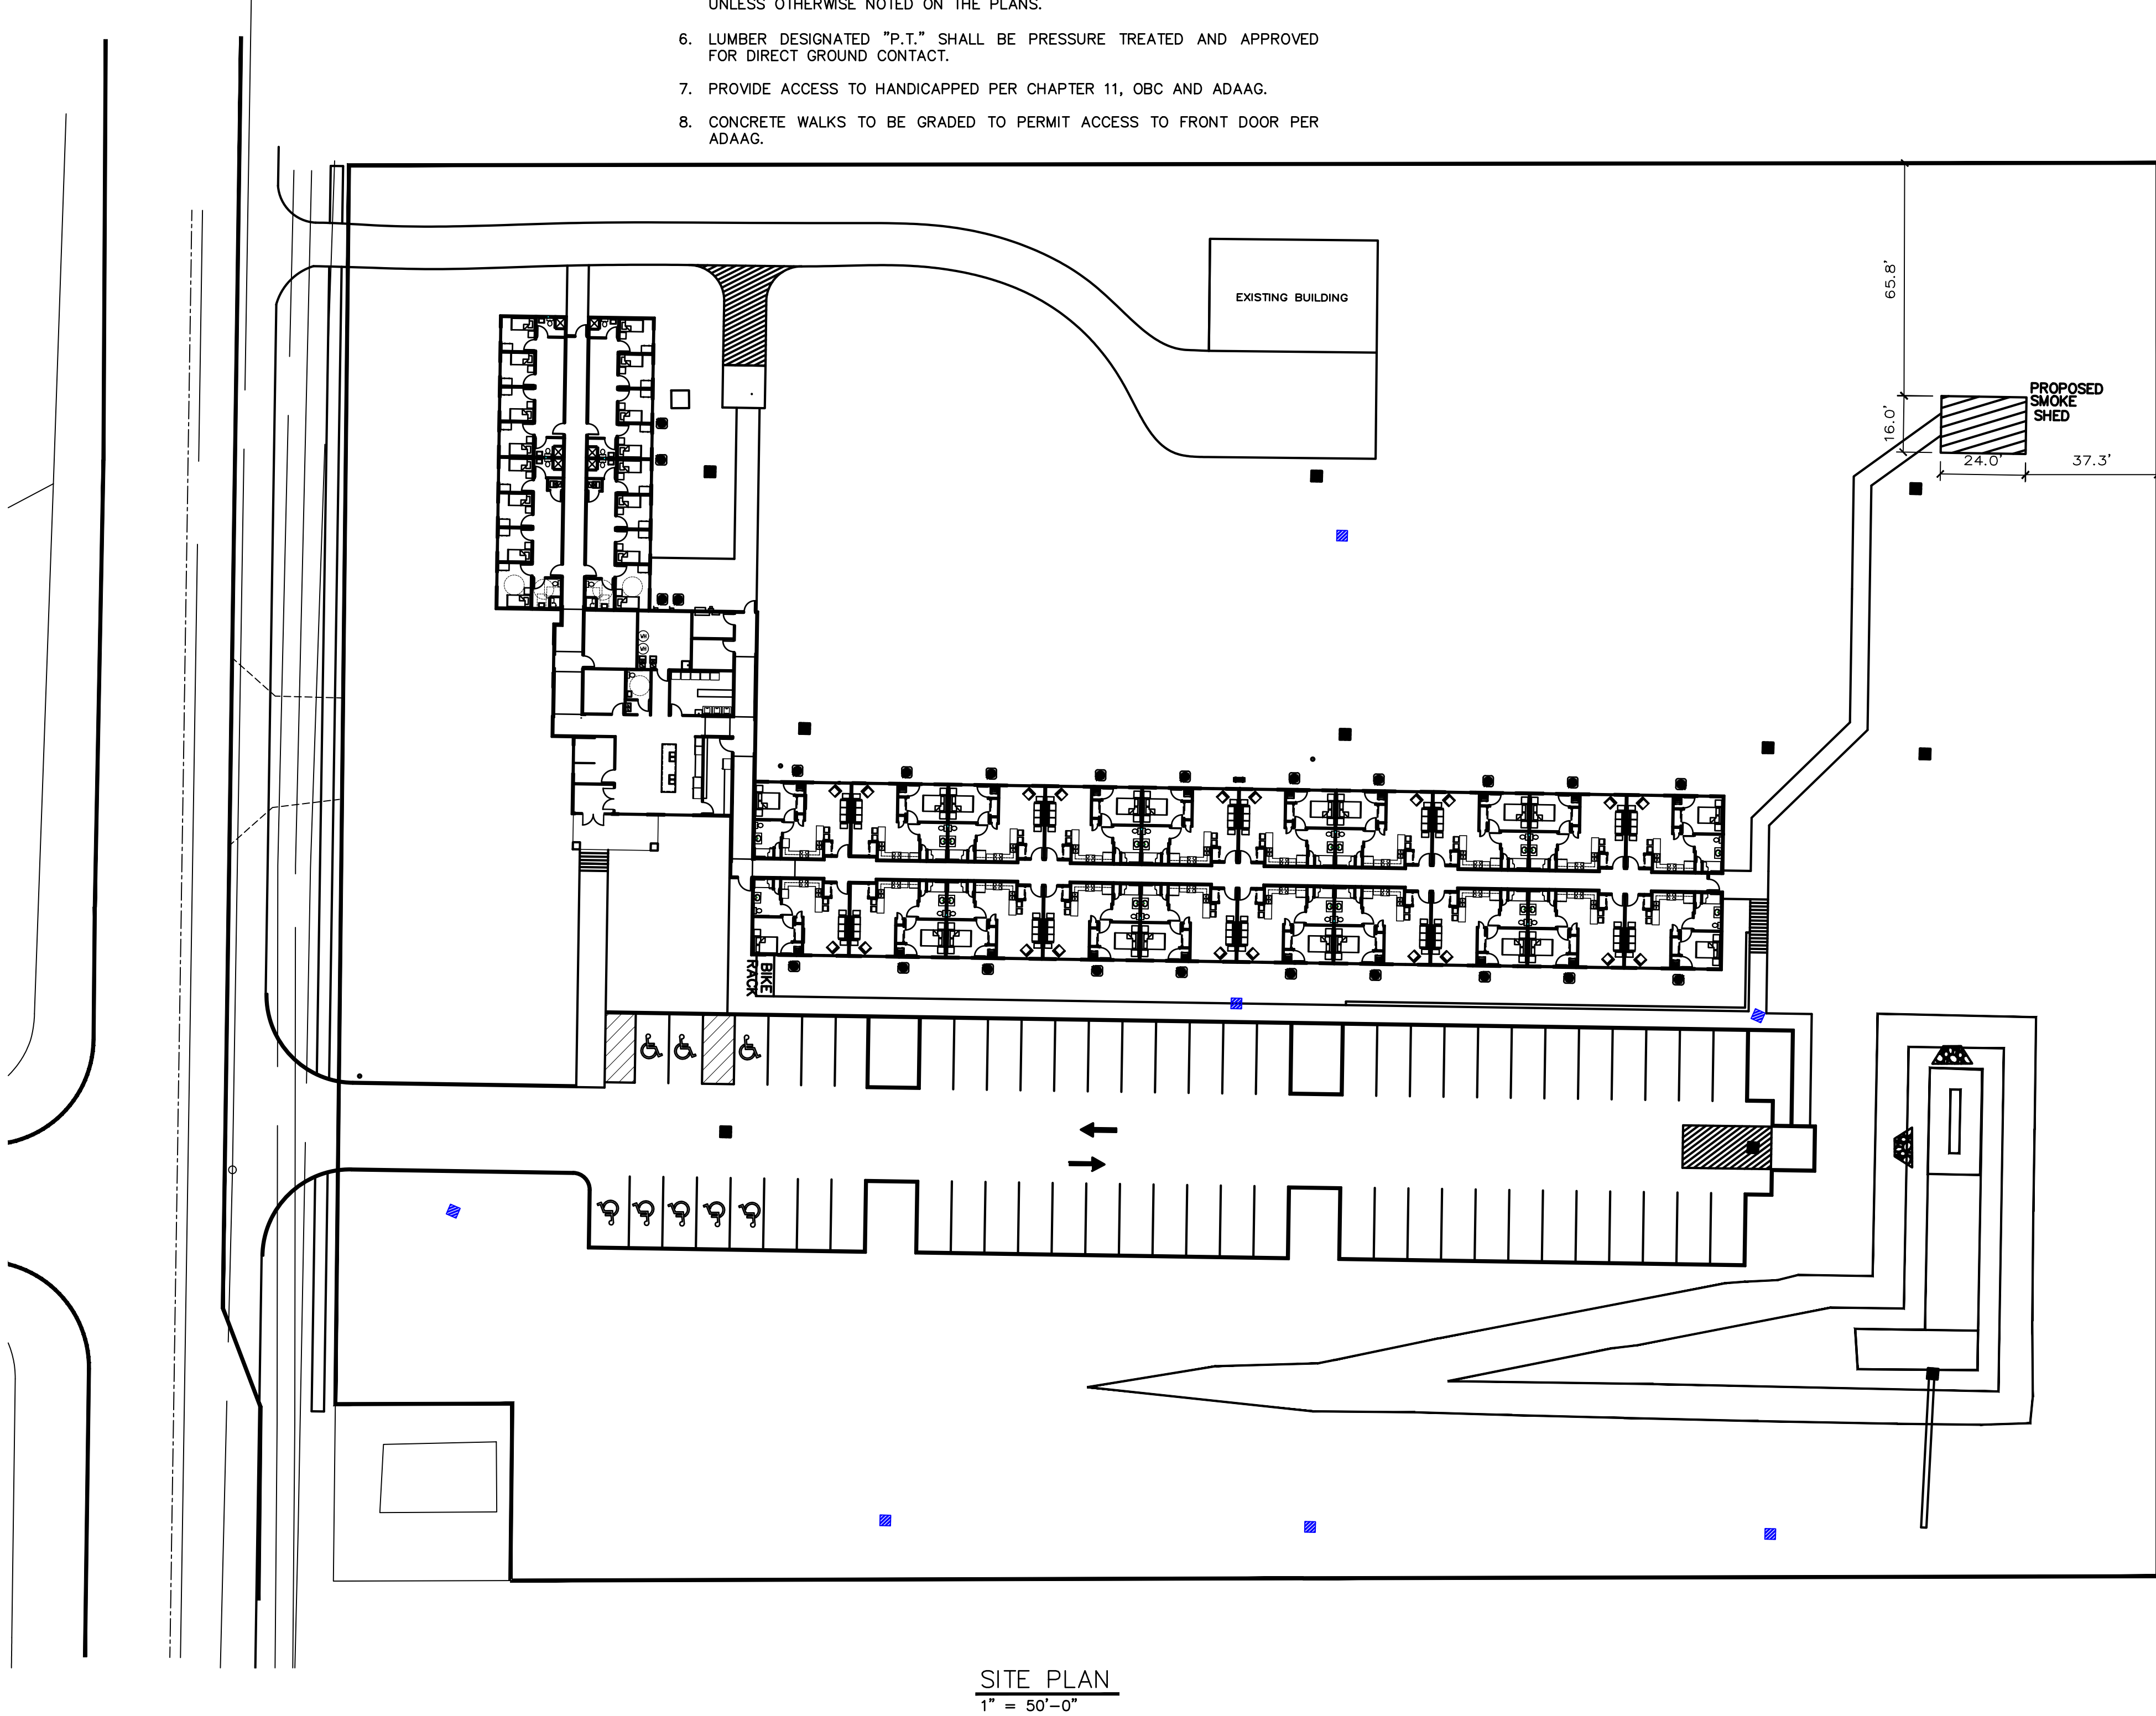 UNLESS OTHERWISE NOTED ON THE PLANS.
6. LUMBER DESIGNATED "P.T." SHALL BE PRESSURE TREATED AND APPROVED
FOR DIRECT GROUND CONTACT.
7. PROVIDE ACCESS TO HANDICAPPED PER CHAPTER 11, OBC AND ADAAG.
8. CONCRETE WALKS TO BE GRADED TO PERMIT ACCESS TO FRONT DOOR PER
ADAAG.
EXISTING BUILDING
65.8'
PROPOSED
SMOKE
SHED
16.0'
24.0'
37.3'
WH
WH
BIKE
RACK
SITE PLAN
1" = 50'-0"